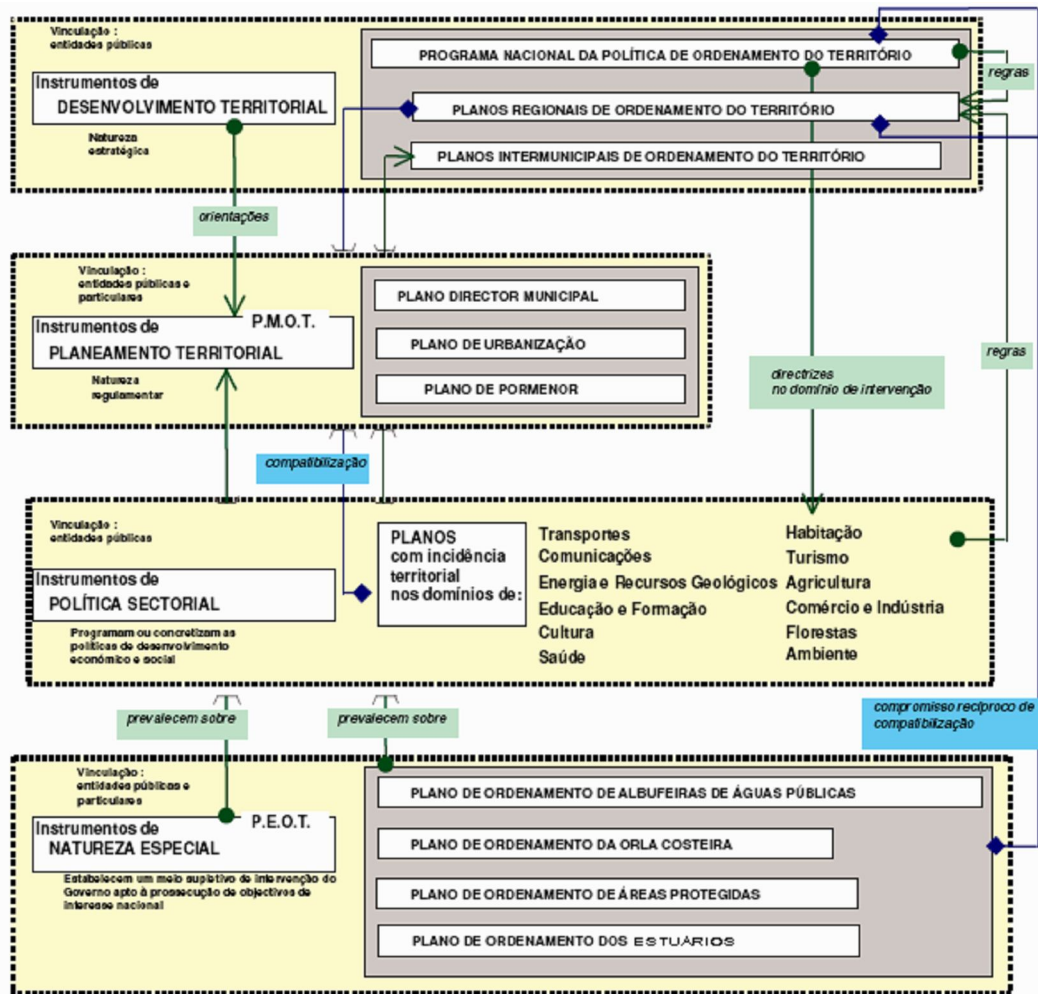 Vinculação :
entidades públicas
PROGRAMA NACIONAL DA POLÍTICA DE ORDENAMENTO DO TERRITÓRIO
regras
Instrumentos de
DESENVOLVIMENTO TERRITORIAL
PLANOS REGIONAIS DE ORDENAMENTO DO TERRITÓRIO
Natureza
estratégica
PLANOS INTERMUNICIPAIS DE ORDENAMENTO DO TERRITÓRIO
orientações
Vinculação :
entidades públicas e
particulares
PLANO DIRECTOR MUNICIPAL
P.M.O.T.
Instrumentos de
PLANEAMENTO TERRITORIAL
PLANO DE URBANIZAÇÃO
regras
Natureza
regulamentar
PLANO DE PORMENOR
directrizes
no domínio de intervenção
compatibilização
Vinculação :
entidades públicas
PLANOS
com incidência
territorial
nos domínios de:
Transportes
Comunicações
Energia e Recursos Geológicos
Educação e Formação
Cultura
Saúde
Habitação
Turismo
Agricultura
Comércio e Indústria
Florestas
Ambiente
Instrumentos de
POLÍTICA SECTORIAL
Programam ou concretizam as
políticas de desenvolvimento
económico e social
prevalecem sobre
prevalecem sobre
compromisso recíproco de
compatibilização
Vinculação :
entidades públicas e
particulares
PLANO DE ORDENAMENTO DE ALBUFEIRAS DE ÁGUAS PÚBLICAS
P.E.O.T.
Instrumentos de
NATUREZA ESPECIAL
PLANO DE ORDENAMENTO DA ORLA COSTEIRA
Estabelecem um meio supletivo de intervenção do
Governo apto à prossecução de objectivos de
interesse nacional
PLANO DE ORDENAMENTO DE ÁREAS PROTEGIDAS
PLANO DE ORDENAMENTO DOS ESTUÁRIOS